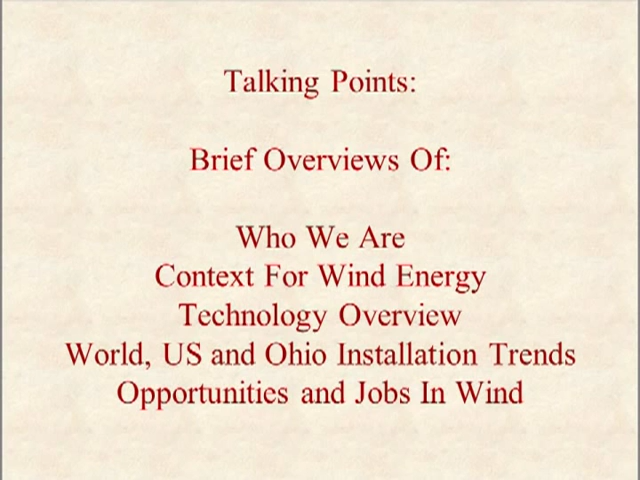 Talking Points:
Brief Overviews Of:
Who We Are
Context For Wind Energy
Technology Overview
World, US and Ohio Installation Trends
Opportunities and Jobs In Wind